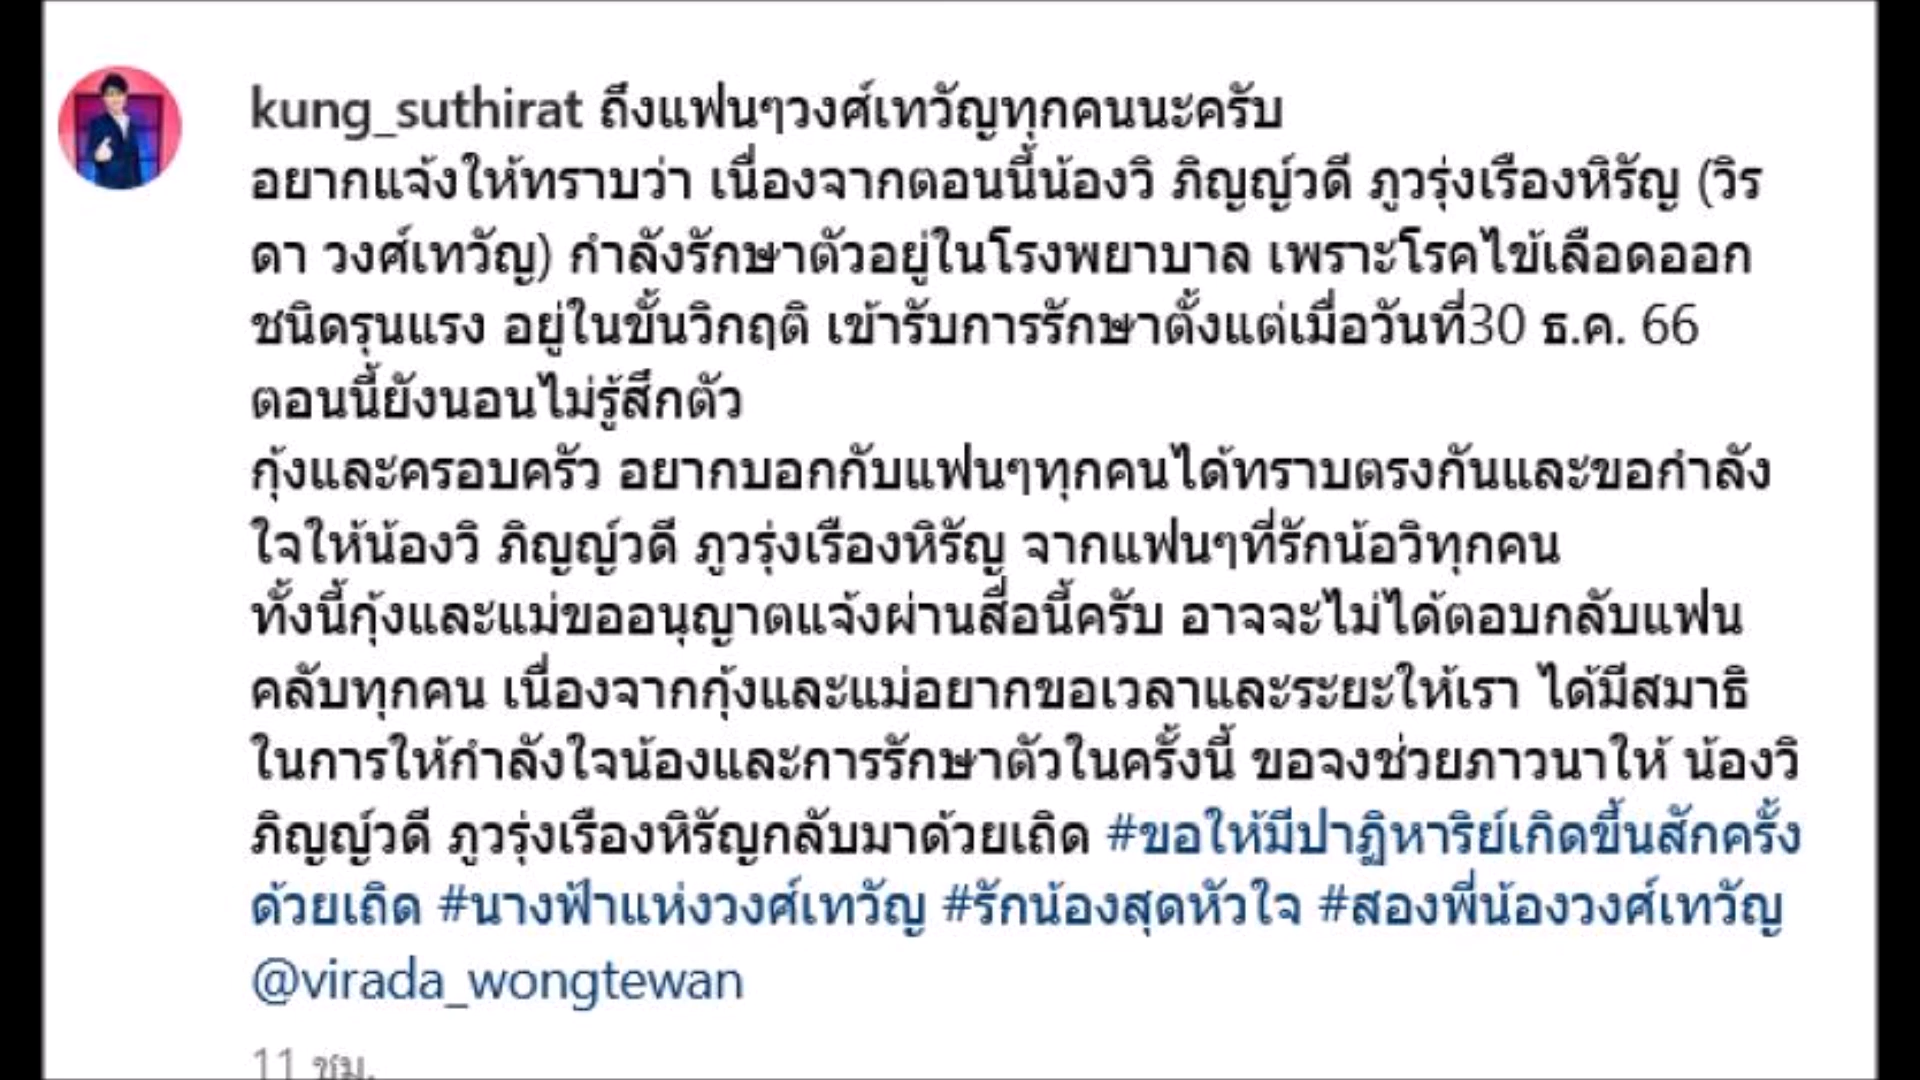 kung_suthirat ถึงแฟนๆวงศ์เทวัญทุกคนนะครับ
อยากแจ้งให้ทราบว่า เนื่องจากตอนนี้น้องวิ ภิญญ์วดี ภูวรุ่งเรืองหิรัญ (วิร
ดา วงศ์เทวัญ) กำลังรักษาตัวอยู่ในโรงพยาบาล เพราะโรคไข้เลือดออก
ชนิดรุนแรง อยู่ในขั้นวิกฤติ เข้ารับการรักษาตั้งแต่เมื่อวันที่30 ธ.ค. 66
ตอนนี้ยังนอนไม่รู้สึกตัว
กุ้งและครอบครัว อยากบอกกับแฟนๆทุกคนได้ทราบตรงกันและขอกำลัง
ใจให้น้องวิ ภิญญ์วดี ภูวรุ่งเรืองหิรัญ จากแฟนๆที่รักน้อวิทุกคน
ทั้งนี้กุ้งและแม่ขออนุญาตแจ้งผ่านสื่อนี้ครับ อาจจะไม่ได้ตอบกลับแฟน
คลับทุกคน เนื่องจากกุ้งและแม่อยากขอเวลาและระยะให้เรา ได้มีสมาธิ
ในการให้กำลังใจน้องและการรักษาตัวในครั้งนี้ ขอจงช่วยภาวนาให้ น้องวิ
ภิญญ์วดี ภูวรุ่งเรืองหิรัญกลับมาด้วยเถิด #ขอให้มีปาฏิหาริย์เกิดขึ้นสักครั้ง
ด้วยเถิด #นางฟ้าแห่งวงศ์เทวัญ #รักน้องสุดหัวใจ #สองพี่น้องวงศ์เทวัญ
@virada_wongtewan
11 ชม.